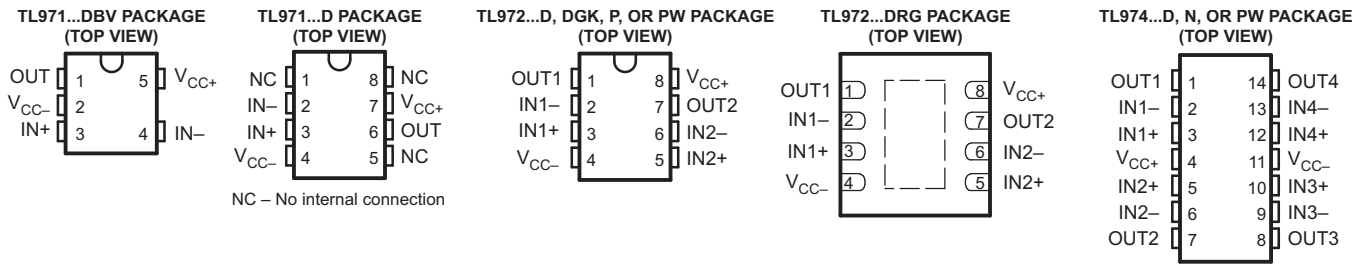 TL971...DBV PACKAGE
(TOP VIEW)
OUT 1 5 VCC+
VCC– 2
IN+ 3 4 IN–
TL971...D PACKAGE
(TOP VIEW)
NC 1 8 NC
IN– 2 7 VCC+
IN+ 3 6 OUT
VCC– 4 5 NC
NC – No internal connection
TL972...D, DGK, P, OR PW PACKAGE
(TOP VIEW)
OUT1 1 8 VCC+
IN1– 2 7 OUT2
IN1+ 3 6 IN2–
VCC– 4 5 IN2+
TL972...DRG PACKAGE
(TOP VIEW)
OUT1 1 8 VCC+
IN1– 2 7 OUT2
IN1+ 3 6 IN2–
VCC– 4 5 IN2+
TL974...D, N, OR PW PACKAGE
(TOP VIEW)
OUT1 1 14 OUT4
IN1– 2 13 IN4–
IN1+ 3 12 IN4+
VCC+ 4 11 VCC–
IN2+ 5 10 IN3+
IN2– 6 9 IN3–
OUT2 7 8 OUT3